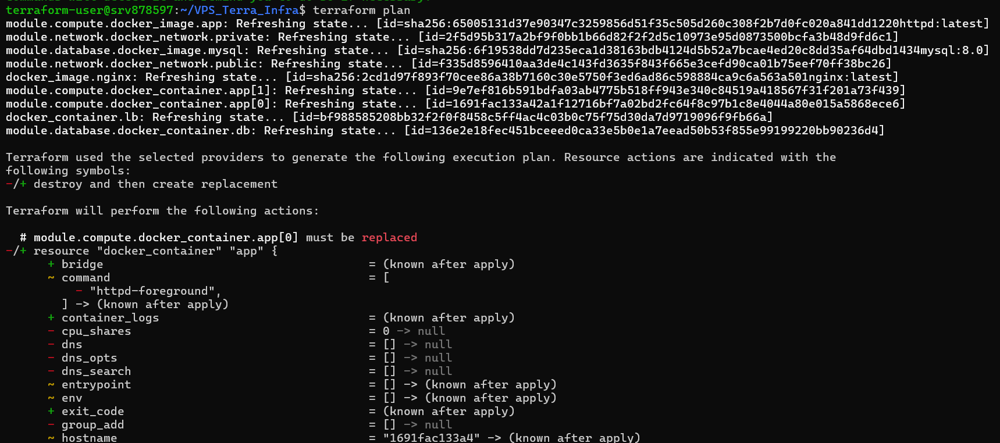 terraform-user@srv878597:~/VPS_Terra_Infra$ terraform plan
module.compute.docker_image.app: Refreshing state... [id=sha256:65005131d37e90347c3259856d51f35c505d260c308f2b7d0fc020a841dd1220httpd:latest]
module.network.docker_network.private: Refreshing state... [id=2f5d95b317a2bf9f0bb1b66d82f2f2d5c10973e95d0873500bcfa3b48d9fd6c1]
module.database.docker_image.mysql: Refreshing state... [id=sha256:6f19538dd7d235eca1d38163bdb4124d5b52a7bcae4ed20c8dd35af64dbd1434mysql:8.0]
module.network.docker_network.public: Refreshing state... [id=f335d8596410aa3de4c143fd3635f843f665e3cefd90ca01b75eef70ff38bc26]
docker_image.nginx: Refreshing state... [id=sha256:2cd1d97f893f70cee86a38b7160c30e5750f3ed6ad86c598884ca9c6a563a501nginx:latest]
module.compute.docker_container.app[1]: Refreshing state... [id=9e7ef816b591bdfa03ab4775b518ff943e340c84519a418567f31f201a73f439]
module.compute.docker_container.app[0]: Refreshing state... [id=1691fac133a42a1f12716bf7a02bd2fc64f8c97b1c8e4044a80e015a5868ece6]
docker_container.lb: Refreshing state... [id=bf988585208bb32f2f0f8458c5ff4ac4c03b0c75f75d30da7d9719096f9fb66a]
module.database.docker_container.db: Refreshing state... [id=136e2e18fec451bceeed0ca33e5b0e1a7eead50b53f855e99199220bb90236d4]
Terraform used the selected providers to generate the following execution plan. Resource actions are indicated with the
following symbols:
-/+ destroy and then create replacement
Terraform will perform the following actions:
# module.compute.docker_container.app[0] must be replaced
-/+ resource "docker_container" "app" {
+ bridge = (known after apply)
~ command = [
- "httpd-foreground",
] -> (known after apply)
+ container_logs = (known after apply)
- cpu_shares = 0 -> null
- dns = [] -> null
- dns_opts = [] -> null
- dns_search = [] -> null
~ entrypoint = [] -> (known after apply)
~ env = [] -> (known after apply)
+ exit_code = (known after apply)
- group_add = [] -> null
~ hostname = "1691fac133a4" -> (known after apply)